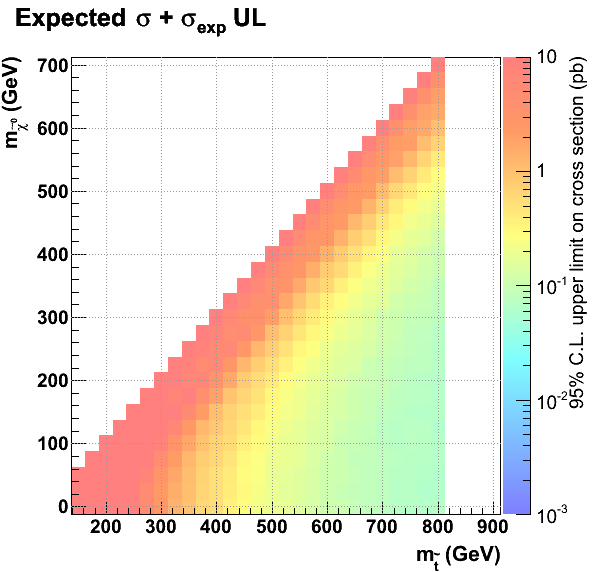 Expected σ + σexp UL
700
600
500
400
300
200
100
0
mχ̃0 (GeV)
200 300 400 500 600 700 800 900
mt̃ (GeV)
10
1
10-1
10-2
10-3
95% C.L. upper limit on cross section (pb)